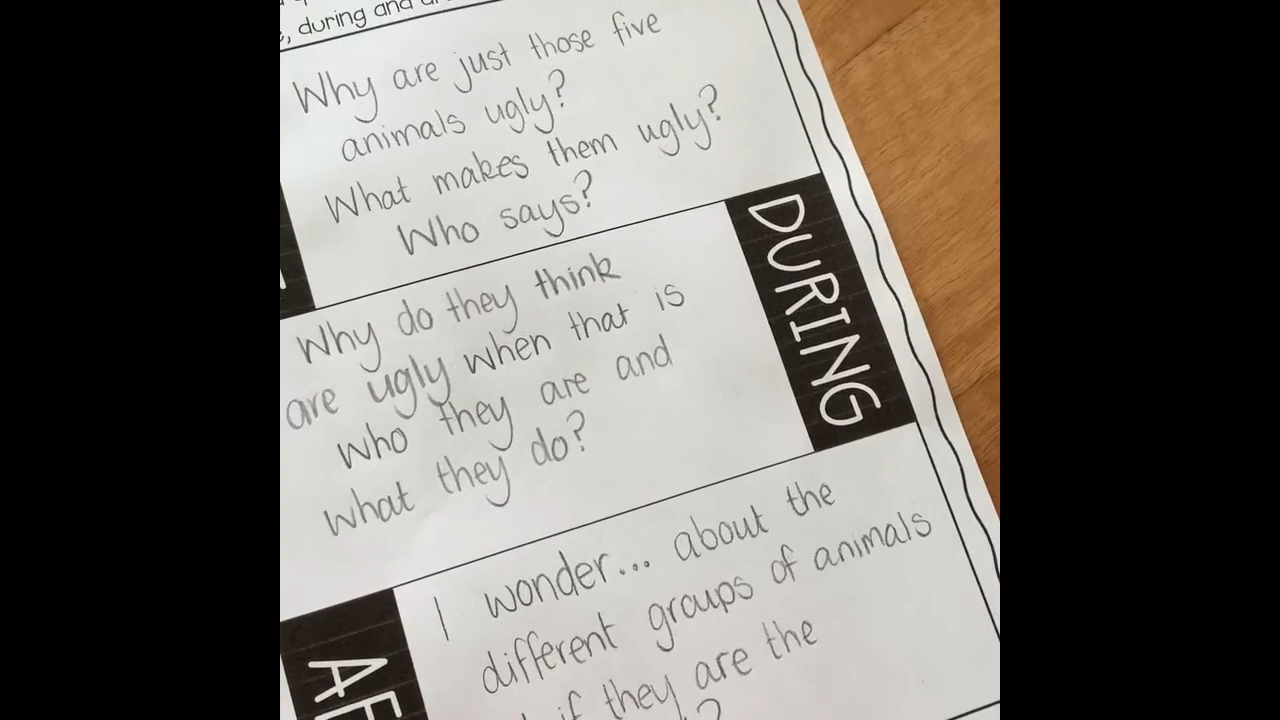 during and
Why are just those five
animals ugly?
What makes them ugly?
Who says?
DURING
Why do they think
are ugly when that is
who they are and
what they do?
I wonder... about the
different groups of animals
if they are the